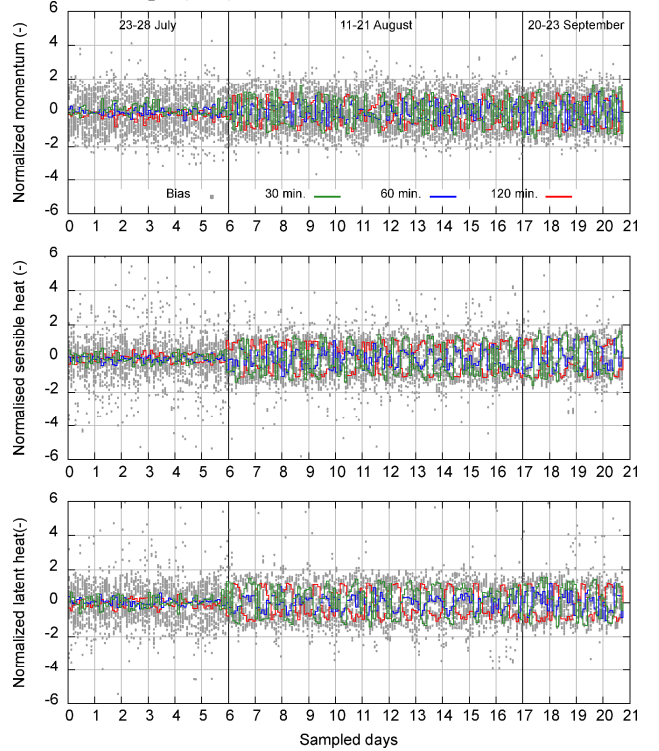 6
23-28 July 11-21 August 20-23 September
4
2
0
-2
-4
-6
Normalized momentum (-)
Bias 30 min. 60 min. 120 min.
0 1 2 3 4 5 6 7 8 9 10 11 12 13 14 15 16 17 18 19 20 21
6
4
2
0
-2
-4
-6
Normalised sensible heat (-)
0 1 2 3 4 5 6 7 8 9 10 11 12 13 14 15 16 17 18 19 20 21
6
4
2
0
-2
-4
-6
Normalized latent heat(-)
0 1 2 3 4 5 6 7 8 9 10 11 12 13 14 15 16 17 18 19 20 21
Sampled days